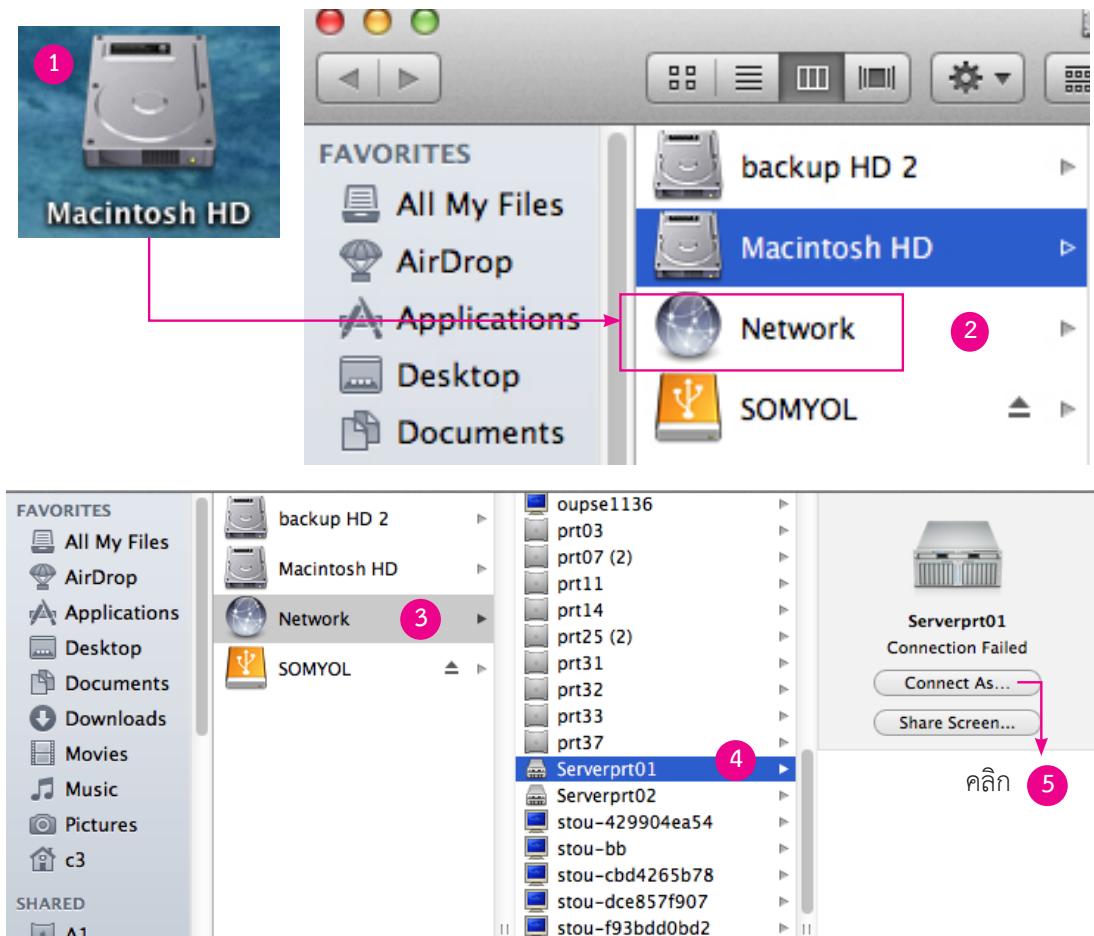 1
Macintosh HD
FAVORITES
All My Files
AirDrop
Applications
Desktop
Documents
backup HD 2
Macintosh HD
Network
2
SOMYOL
FAVORITES
All My Files
AirDrop
Applications
Desktop
Documents
Downloads
Movies
Music
Pictures
c3
SHARED
A1
backup HD 2
Macintosh HD
Network
3
SOMYOL
oupse1136
prt03
prt07 (2)
prt11
prt14
prt25 (2)
prt31
prt32
prt33
prt37
Serverprt01
4
Serverprt02
stou-429904ea54
stou-bb
stou-cbd4265b78
stou-dce857f907
stou-f93bdd0bd2
Serverprt01
Connection Failed
Connect As...
Share Screen...
คลิก 5